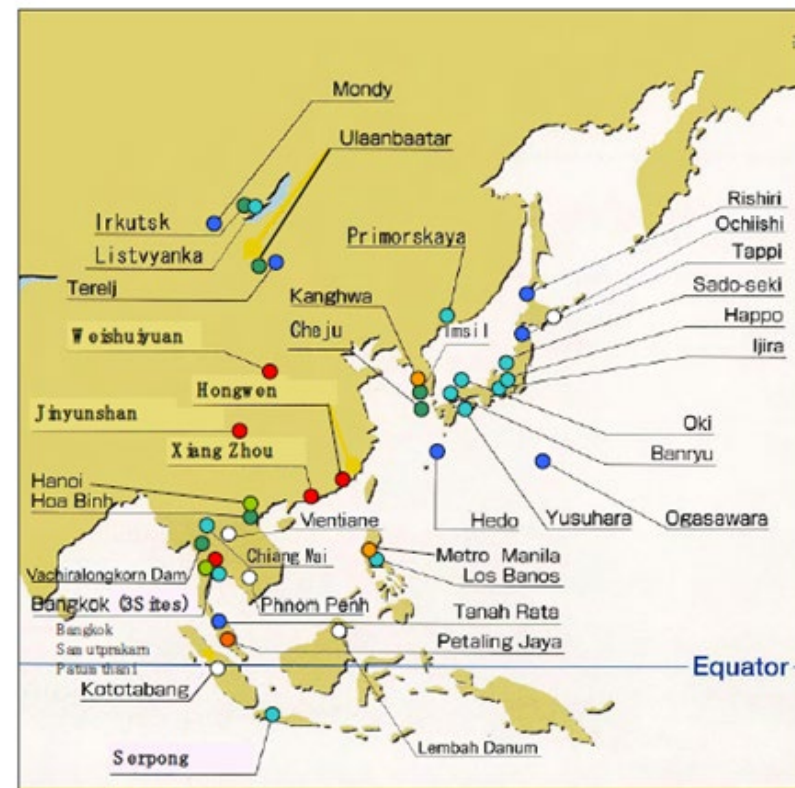 Mondy
Ulaanbaatar
Irkutsk
Listvyanka
Terelj
Primorskaya
Rishiri
Ochiishi
Tappi
Sado-seki
Happo
Ijira
Kanghwa
Imsil
Cheju
Weishuiyuan
Hongwen
Jinyunshan
Xiang Zhou
Oki
Banryu
Hanoi
Hoa Binh
Vientiane
Hedo
Yusuhara
Ogasawara
Chiang Mai
Metro Manila
Los Banos
Vachiralongkorn Dam
Bangkok (3Sites)
Phnom Penh
Tanah Rata
Bangkok
Samutprakarn
Patumthani
Petaling Jaya
Equator
Kototabang
Lembah Danum
Serpong